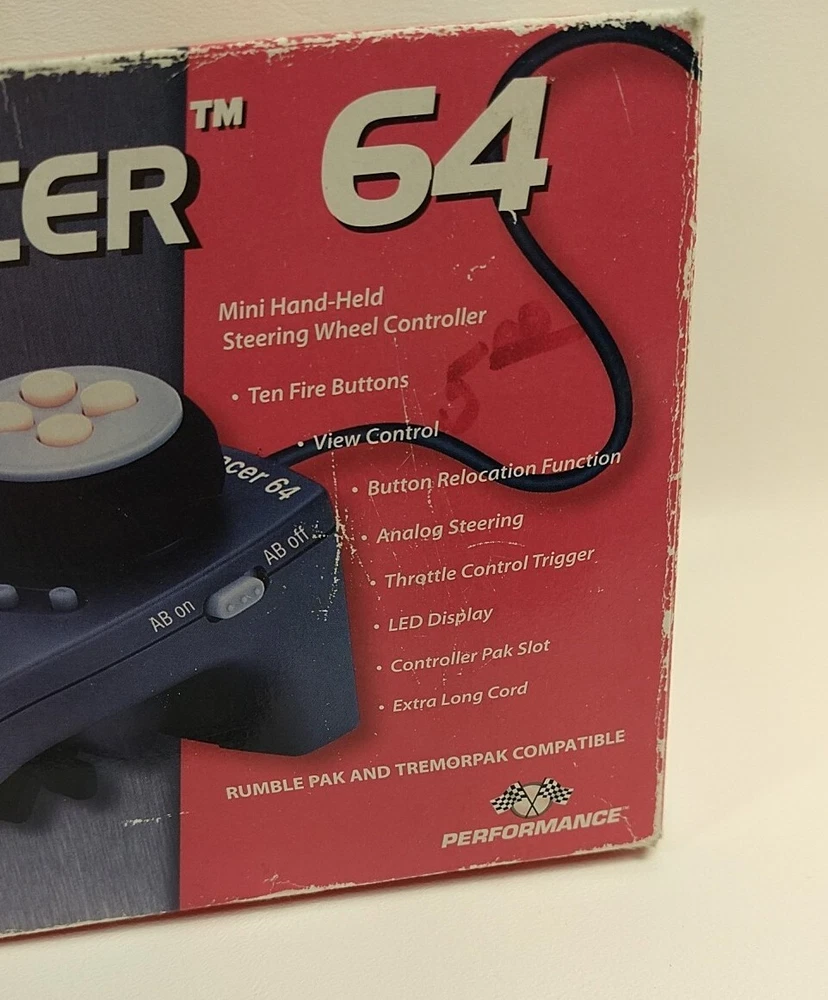 CER™ 64
Mini Hand-Held
Steering Wheel Controller
• Ten Fire Buttons
• View Control
• Button Relocation Function
• Analog Steering
• Throttle Control Trigger
• LED Display
• Controller Pak Slot
• Extra Long Cord
RUMBLE PAK AND TREMORPAK COMPATIBLE
PERFORMANCE™
acer 64
AB off
AB on